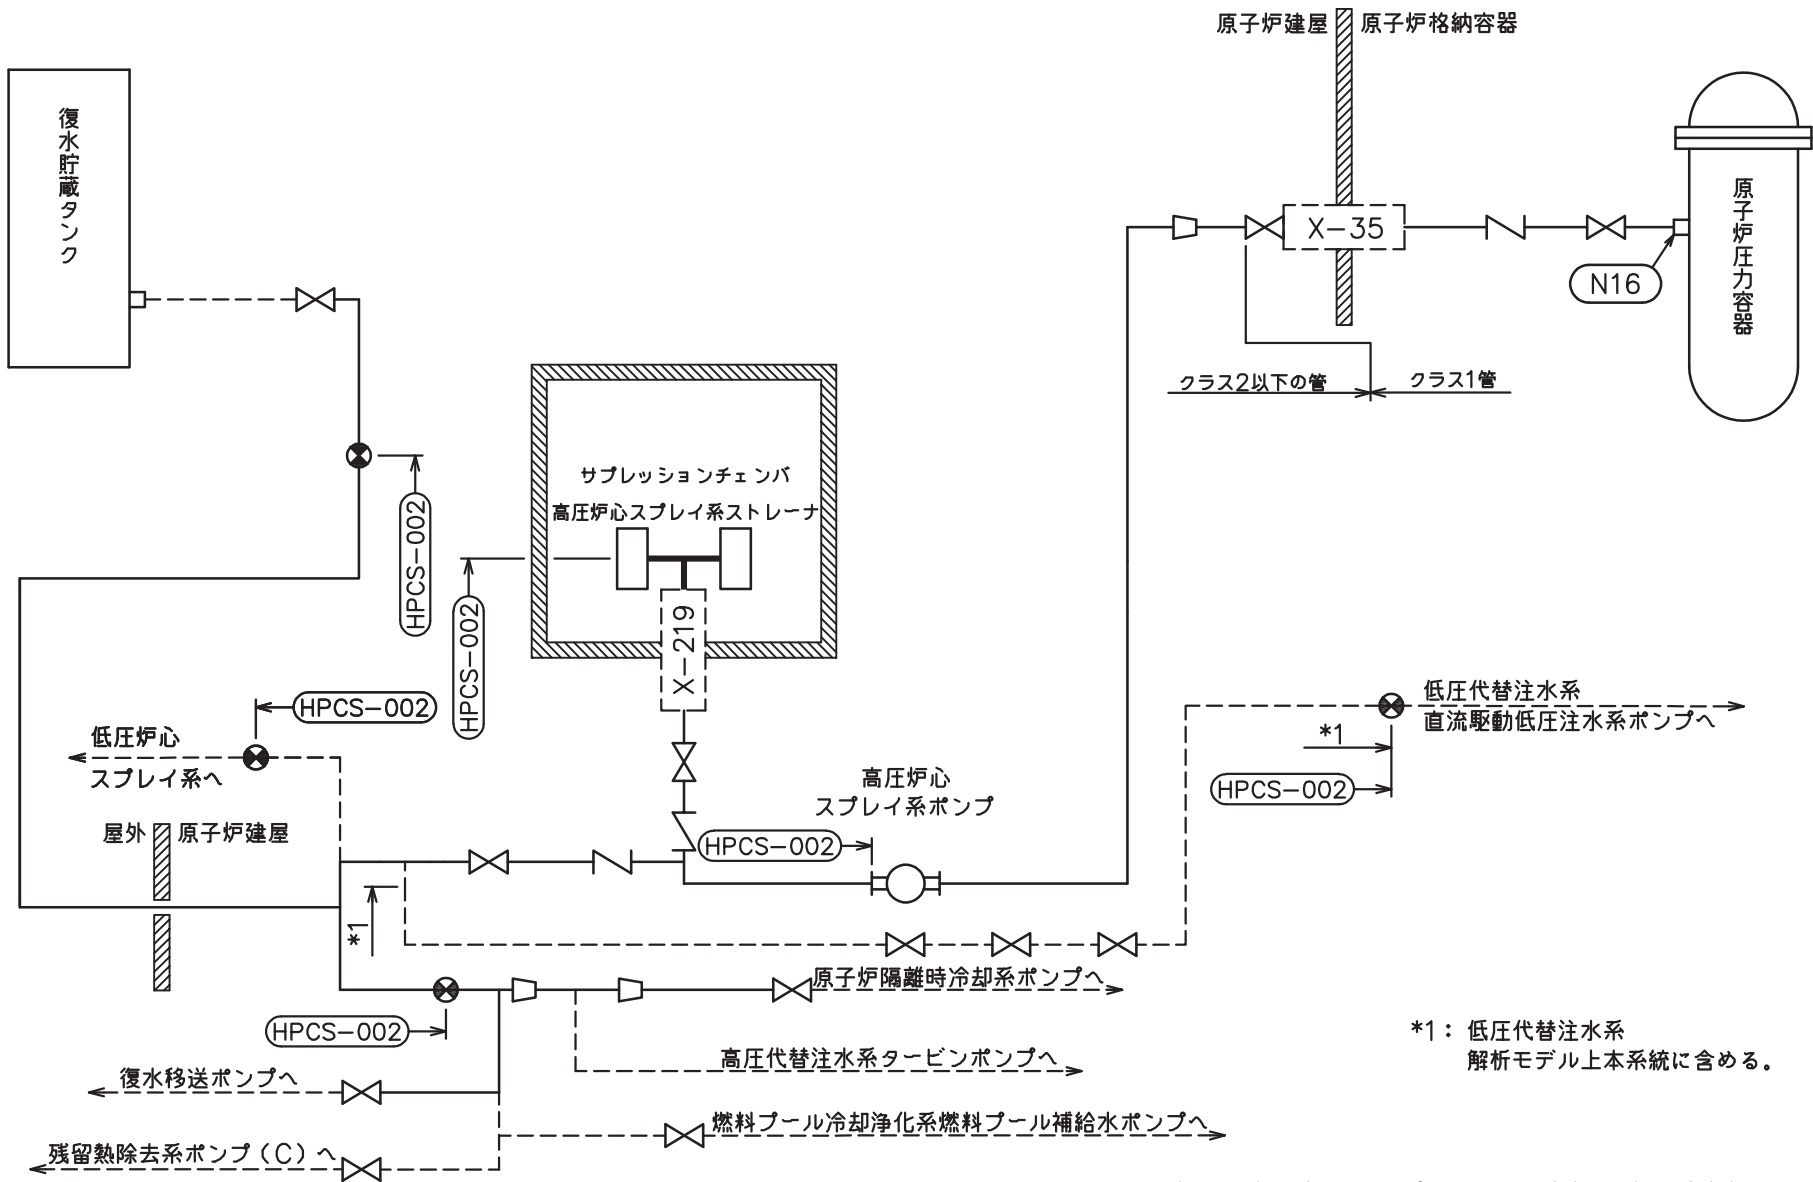 原子炉建屋
原子炉格納容器
復水貯蔵タンク
原子炉圧力容器
X-35
N16
クラス2以下の管
クラス1管
サプレッションチェンバ
高圧炉心スプレイ系ストレーナ
HPCS-002
HPCS-002
X-219
HPCS-002
低圧炉心
スプレイ系へ
低圧代替注水系
直流駆動低圧注水系ポンプへ
*1
HPCS-002
高圧炉心
スプレイ系ポンプ
HPCS-002
屋外
原子炉建屋
*1
原子炉隔離時冷却系ポンプへ
HPCS-002
高圧代替注水系タービンポンプへ
*1：低圧代替注水系
解析モデル上本系統に含める。
復水移送ポンプへ
燃料プール冷却浄化系燃料プール補給水ポンプへ
残留熱除去系ポンプ（C）へ